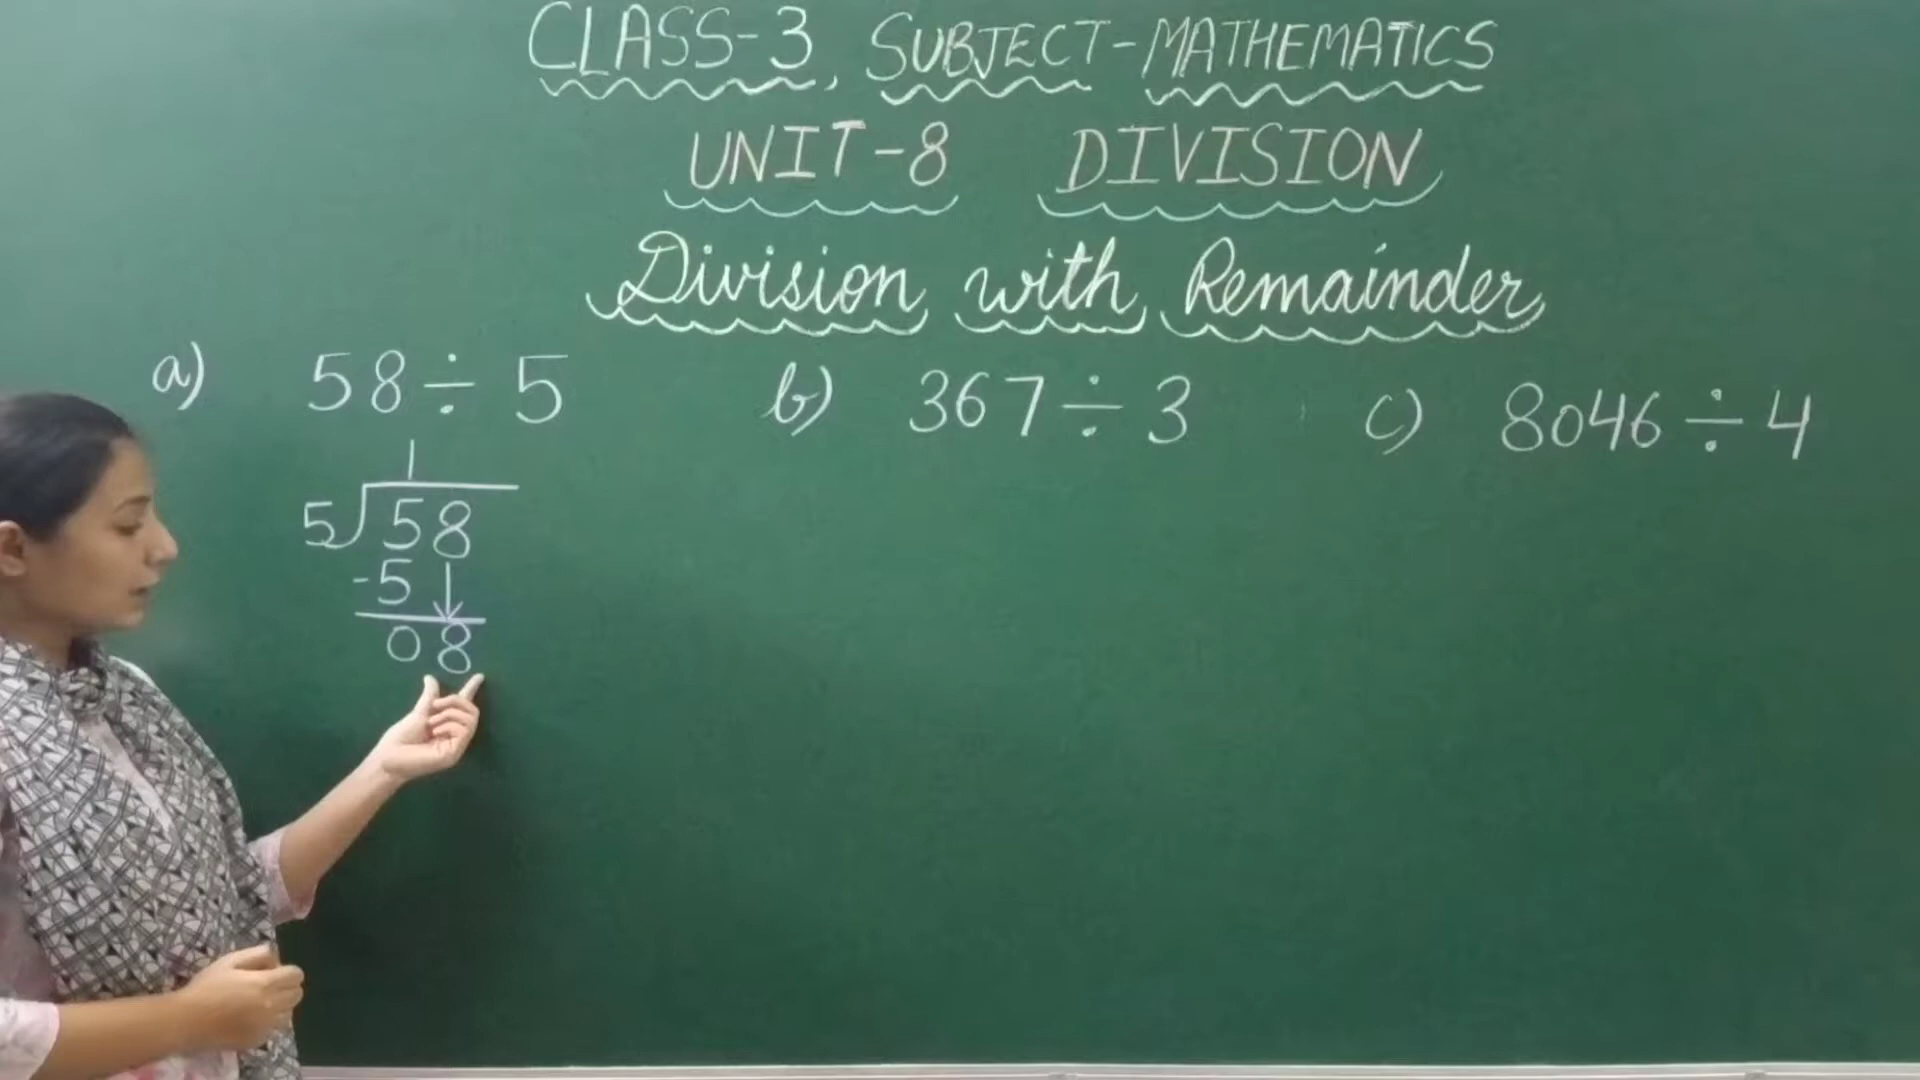 CLASS-3, SUBJECT-MATHEMATICS
UNIT-8 DIVISION
Division with Remainder
a) 58÷5
b) 367÷3
c) 8046÷4
1
5)58
-5↓
08